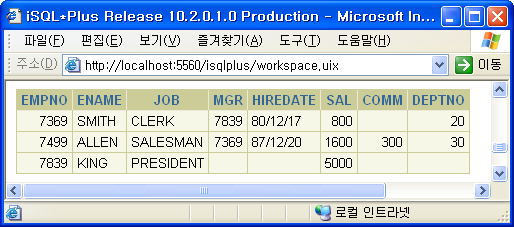 iSQL*Plus Release 10.2.0.1.0 Production - Microsoft In...
파일(F) 편집(E) 보기(V) 즐겨찾기(A) 도구(T) 도움말(H)
주소(D) http://localhost:5560/isqlplus/workspace.uix 이동
EMPNO ENAME JOB MGR HIREDATE SAL COMM DEPTNO
7369 SMITH CLERK 7839 80/12/17 800 20
7499 ALLEN SALESMAN 7369 87/12/20 1600 300 30
7839 KING PRESIDENT 5000
로컬 인트라넷